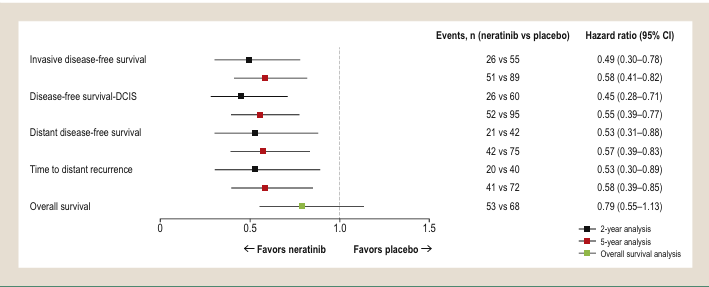 Events, n (neratinib vs placebo) Hazard ratio (95% CI)
Invasive disease-free survival 26 vs 55 0.49 (0.30–0.78)
51 vs 89 0.58 (0.41–0.82)
Disease-free survival-DCIS 26 vs 60 0.45 (0.28–0.71)
52 vs 95 0.55 (0.39–0.77)
Distant disease-free survival 21 vs 42 0.53 (0.31–0.88)
42 vs 75 0.57 (0.39–0.83)
Time to distant recurrence 20 vs 40 0.53 (0.30–0.89)
41 vs 72 0.58 (0.39–0.85)
Overall survival 53 vs 68 0.79 (0.55–1.13)
0 0.5 1.0 1.5
← Favors neratinib Favors placebo →
2-year analysis
5-year analysis
Overall survival analysis